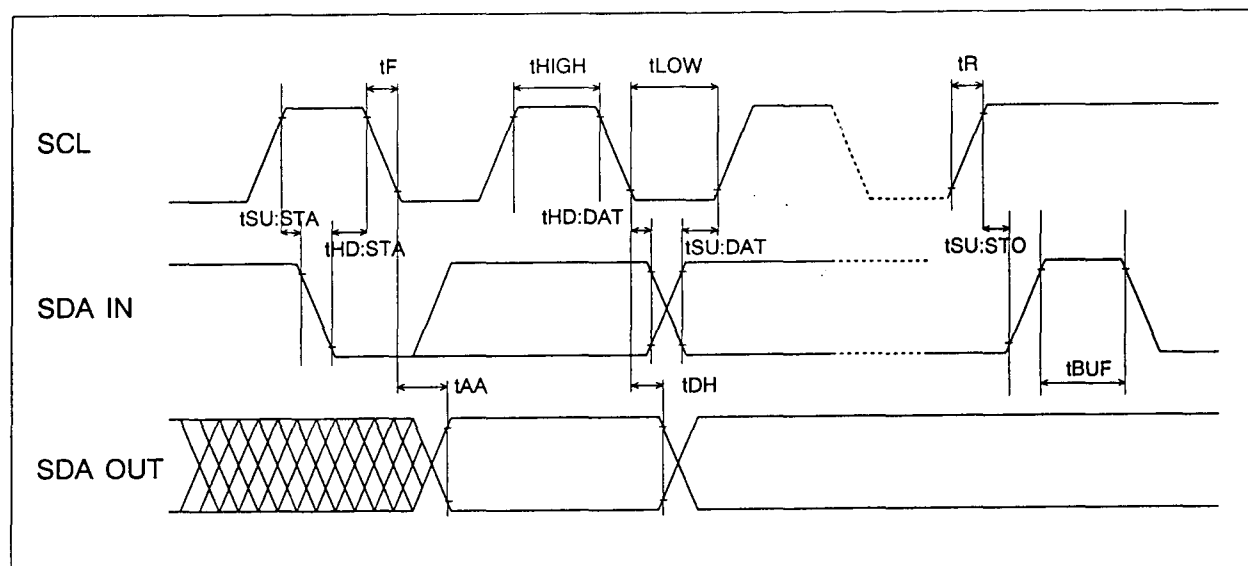 tF
tHIGH
tLOW
tR
SCL
tSU:STA
tHD:STA
tHD:DAT
tSU:DAT
tSU:STO
SDA IN
tBUF
tAA
tDH
SDA OUT